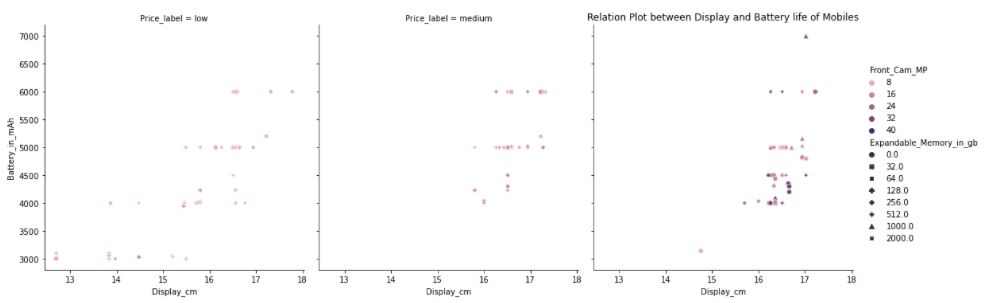 Price_label = low
Price_label = medium
Relation Plot between Display and Battery life of Mobiles
7000
6000
5000
4500
4000
3500
3000
Battery_in_mAh
13 14 15 16 17 18
13 14 15 16 17 18
13 14 15 16 17 18
Display_cm
Display_cm
Display_cm
Front_Cam_MP
8
16
24
32
40
Expandable_Memory_in_gb
0.0
32.0
64.0
128.0
256.0
512.0
1000.0
2000.0